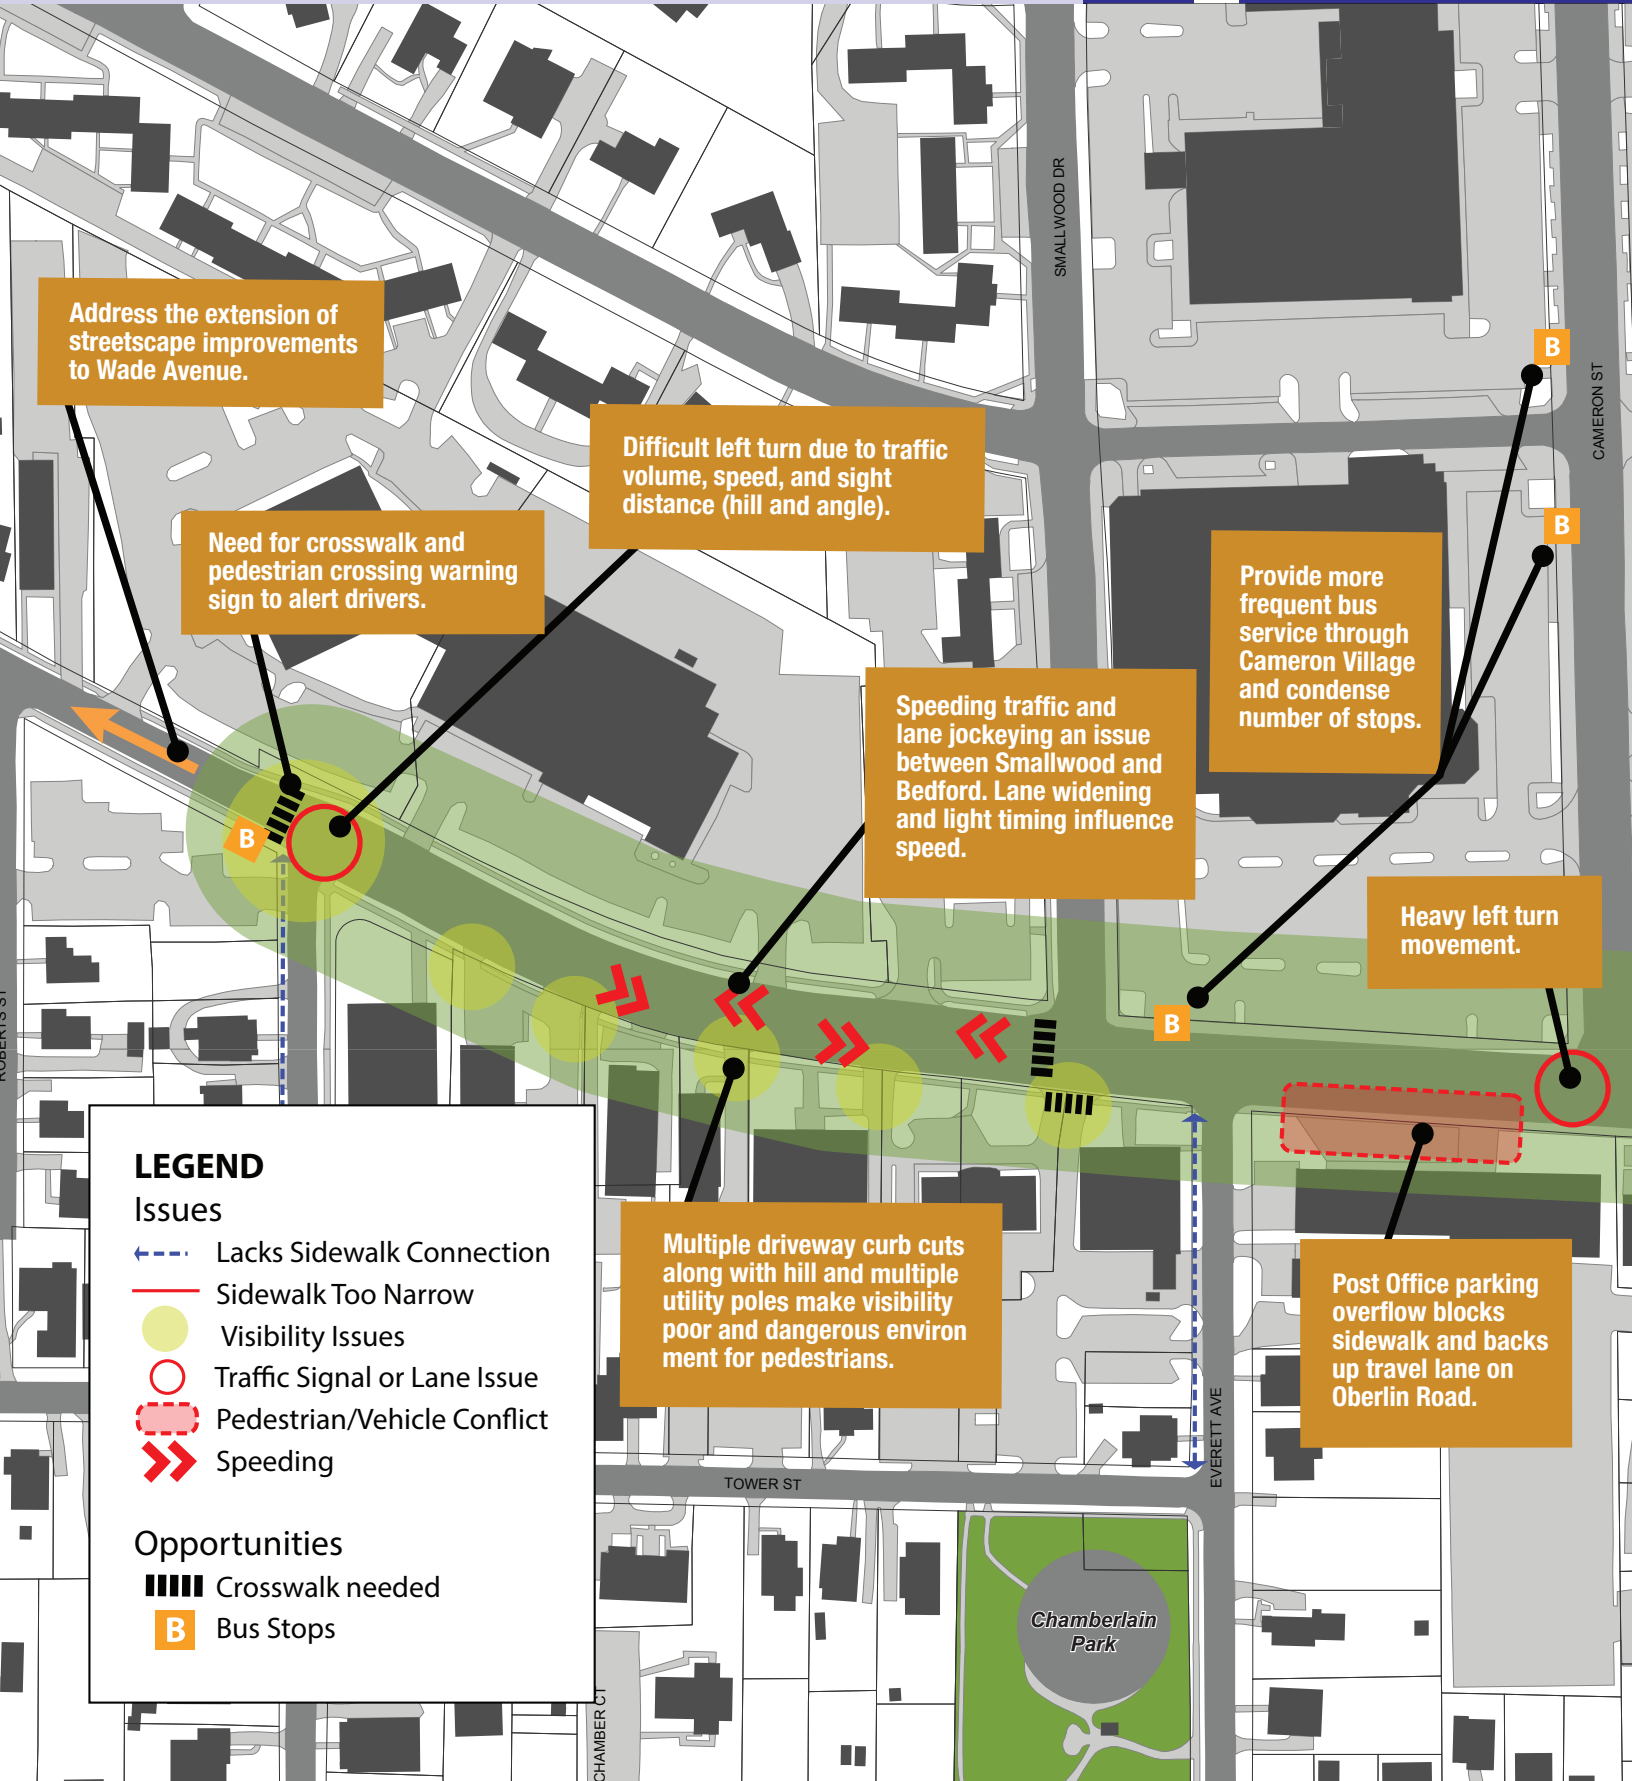 SMALLWOOD DR
Address the extension of
streetscape improvements
to Wade Avenue.
B
CAMERON ST
Difficult left turn due to traffic
volume, speed, and sight
distance (hill and angle).
Need for crosswalk and
pedestrian crossing warning
sign to alert drivers.
B
Provide more
frequent bus
service through
Cameron Village
and condense
number of stops.
Speeding traffic and
lane jockeying an issue
between Smallwood and
Bedford. Lane widening
and light timing influence
speed.
B
Heavy left turn
movement.
B
ROBERTS ST
LEGEND
Issues
Lacks Sidewalk Connection
Sidewalk Too Narrow
Visibility Issues
Traffic Signal or Lane Issue
Pedestrian/Vehicle Conflict
Speeding
Opportunities
Crosswalk needed
B Bus Stops
Multiple driveway curb cuts
along with hill and multiple
utility poles make visibility
poor and dangerous environ
ment for pedestrians.
Post Office parking
overflow blocks
sidewalk and backs
up travel lane on
Oberlin Road.
EVERETT AVE
TOWER ST
Chamberlain
Park
CHAMBER CT